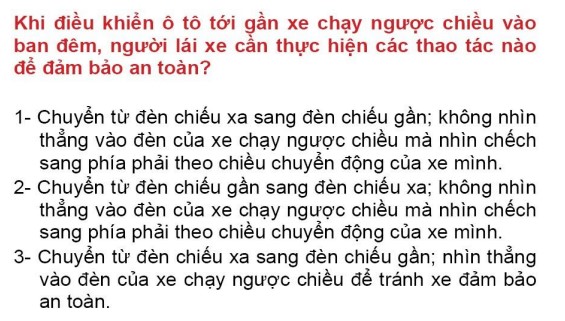 Khi điều khiển ô tô tới gần xe chạy ngược chiều vào
ban đêm, người lái xe cần thực hiện các thao tác nào
để đảm bảo an toàn?
1- Chuyển từ đèn chiếu xa sang đèn chiếu gần; không nhìn
thẳng vào đèn của xe chạy ngược chiều mà nhìn chếch
sang phía phải theo chiều chuyển động của xe mình.
2- Chuyển từ đèn chiếu gần sang đèn chiếu xa; không nhìn
thẳng vào đèn của xe chạy ngược chiều mà nhìn chếch
sang phía phải theo chiều chuyển động của xe mình.
3- Chuyển từ đèn chiếu xa sang đèn chiếu gần; nhìn thẳng
vào đèn của xe chạy ngược chiều để tránh xe đảm bảo
an toàn.